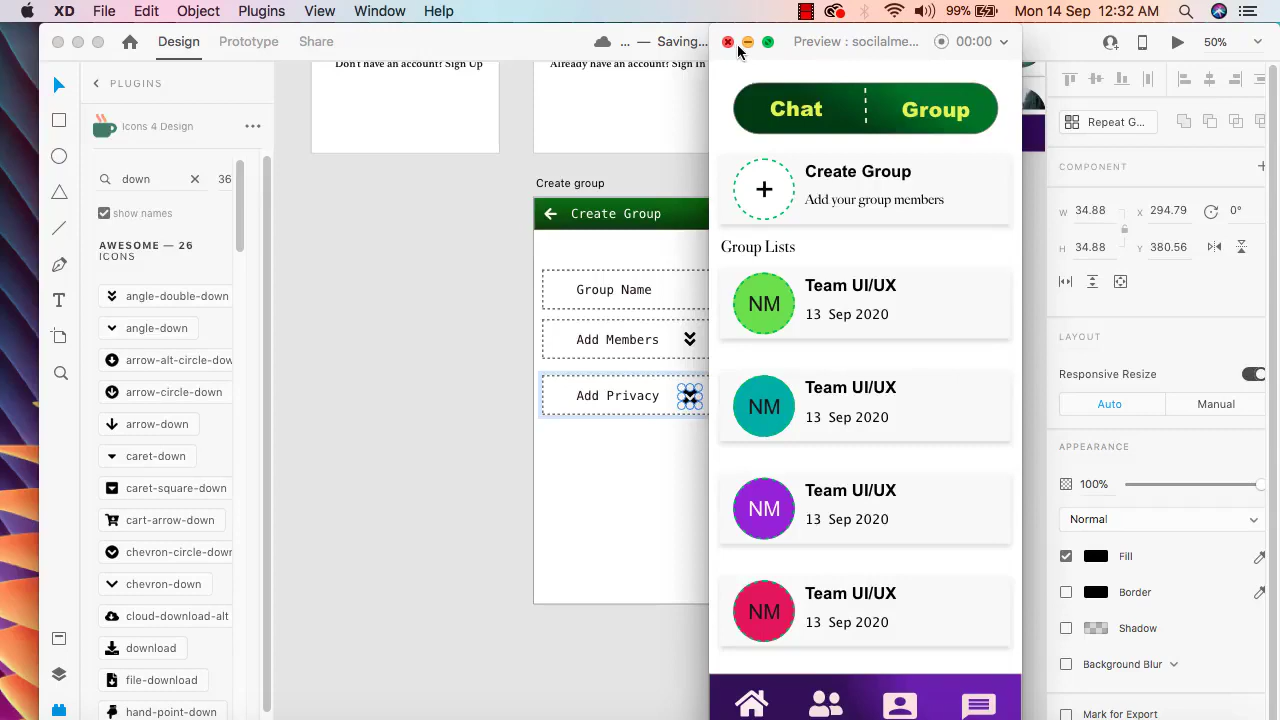 XD File Edit Object Plugins View Window Help 99% Mon 14 Sep 12:32 AM
Design Prototype Share ... — Saving... Preview : socilalme... 00:00 50%
PLUGINS
Icons 4 Design
down 36
show names
AWESOME — 26
ICONS
angle-double-down
angle-down
arrow-alt-circle-dow
arrow-circle-down
arrow-down
caret-down
caret-square-down
cart-arrow-down
chevron-circle-down
chevron-down
cloud-download-alt
download
file-download
hand-point-down
Don't have an account? Sign Up
Already have an account? Sign In
Create group
Create Group
Group Name
Add Members
Add Privacy
Chat Group
Create Group
Add your group members
Group Lists
Team UI/UX
NM
13 Sep 2020
Team UI/UX
NM
13 Sep 2020
Team UI/UX
NM
13 Sep 2020
Team UI/UX
NM
13 Sep 2020
Repeat G...
COMPONENT
W 34.88 X 294.79 0°
H 34.88 Y 380.56
LAYOUT
Responsive Resize
Auto Manual
APPEARANCE
100%
Normal
Fill
Border
Shadow
Background Blur
Mark for Export